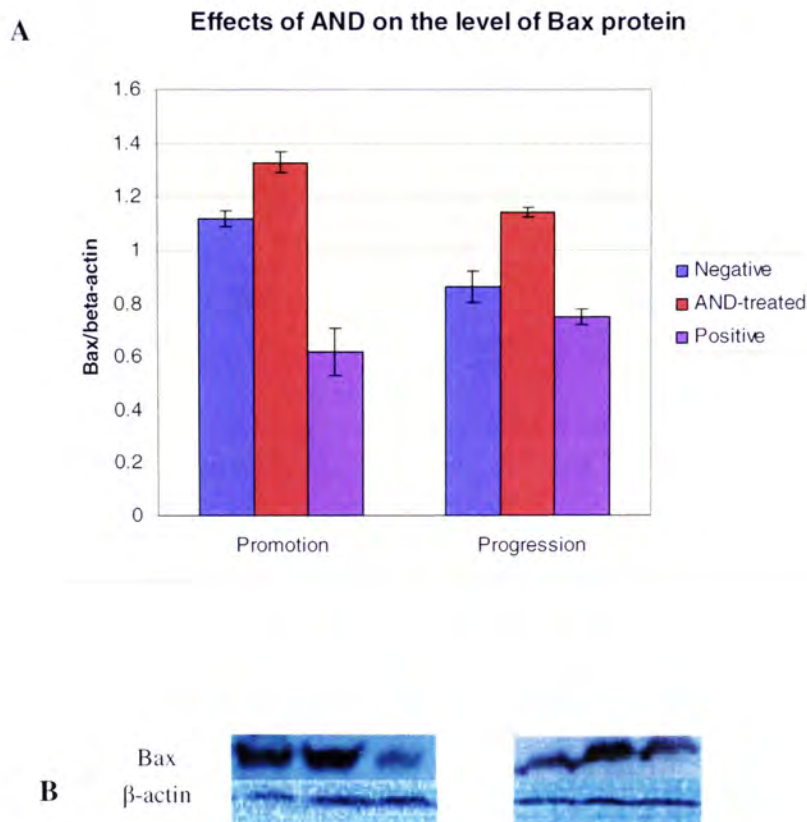 A
Effects of AND on the level of Bax protein
1.6
1.4
1.2
1
0.8
0.6
0.4
0.2
0
Bax/beta-actin
Promotion
Progression
Negative
AND-treated
Positive
B
Bax
β-actin